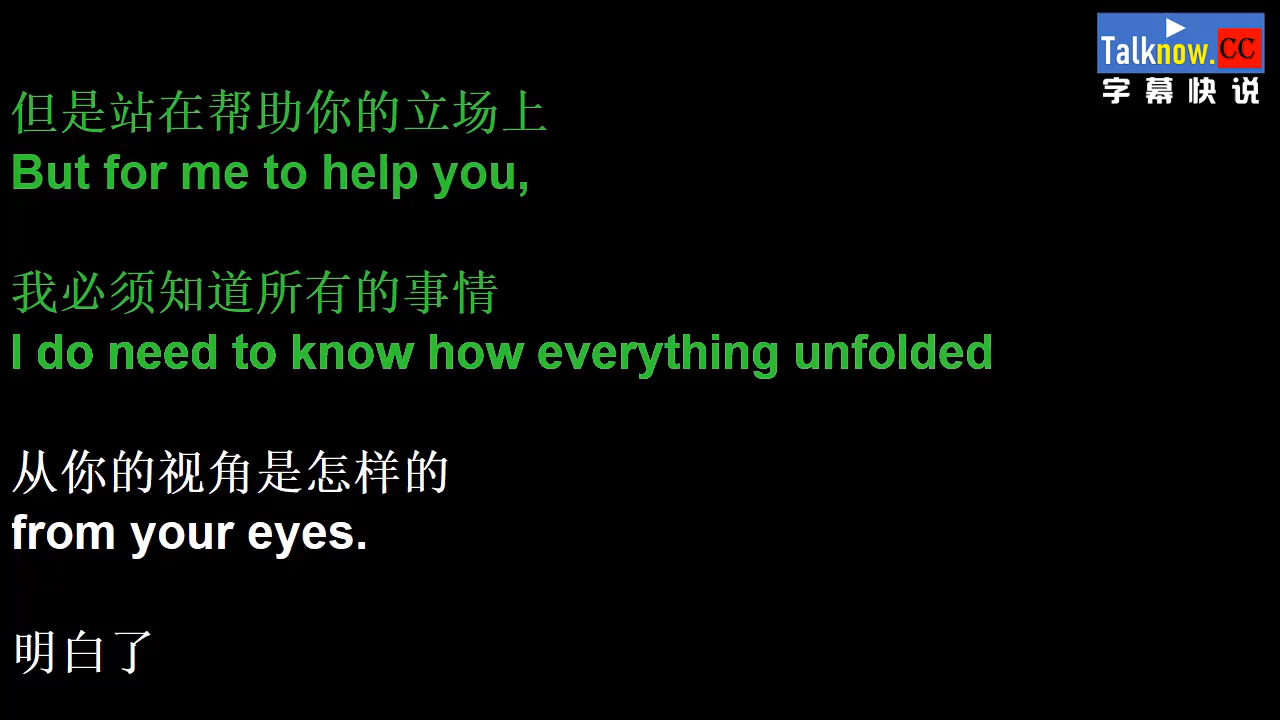 Talknow.CC
字幕快说
但是站在帮助你的立场上
But for me to help you,
我必须知道所有的事情
I do need to know how everything unfolded
从你的视角是怎样的
from your eyes.
明白了